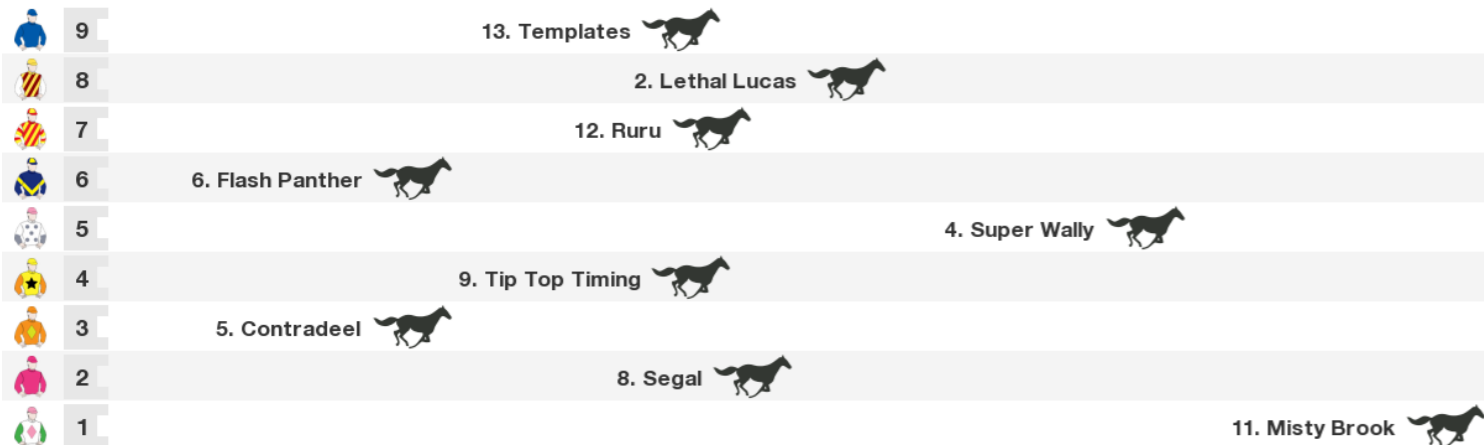 9 13. Templates
8 2. Lethal Lucas
7 12. Ruru
6 6. Flash Panther
5 4. Super Wally
4 9. Tip Top Timing
3 5. Contradeel
2 8. Segal
1 11. Misty Brook